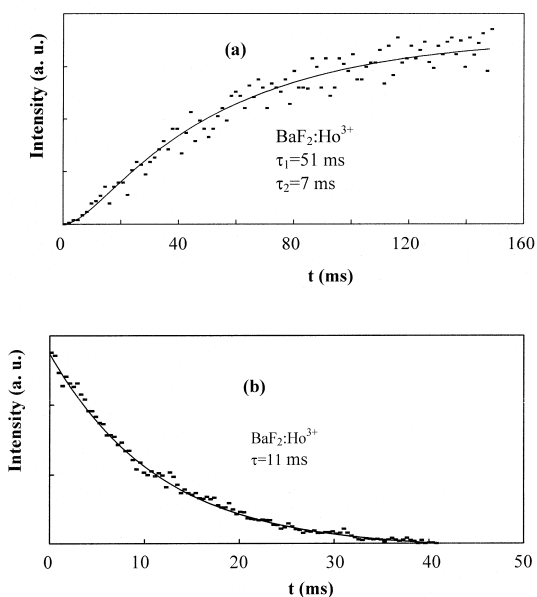 (a)
Intensity (a. u.)
BaF₂:Ho³⁺
τ₁=51 ms
τ₂=7 ms
0 40 80 120 160
t (ms)
(b)
Intensity (a. u.)
BaF₂:Ho³⁺
τ=11 ms
0 10 20 30 40 50
t (ms)